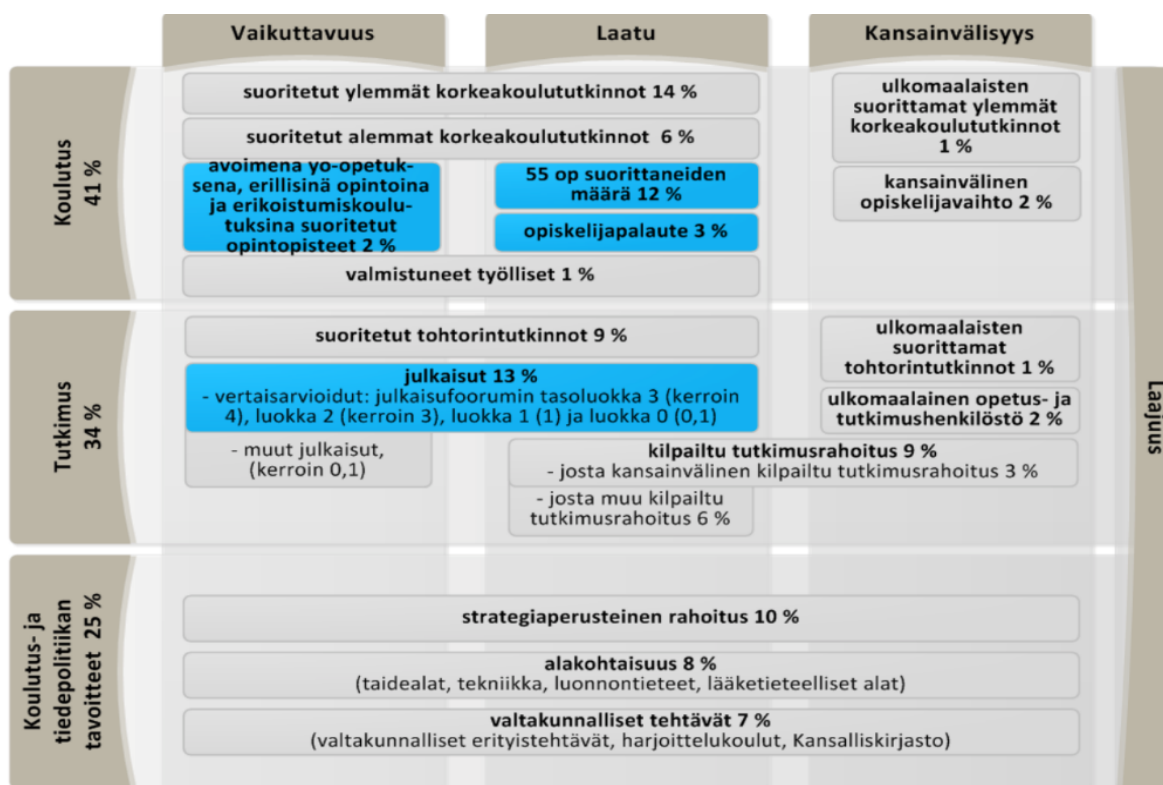 Vaikuttavuus
Laatu
Kansainvälisyys
Koulutus
41 %
suoritetut ylemmät korkeakoulututkinnot 14 %
suoritetut alemmat korkeakoulututkinnot 6 %
avoimena yo-opetuk-
sena, erillisinä opintoina
ja erikoistumiskoulu-
tuksina suoritetut
opintopisteet 2 %
55 op suorittaneiden
määrä 12 %
opiskelijapalaute 3 %
valmistuneet työlliset 1 %
ulkomaalaisten
suorittamat ylemmät
korkeakoulututkinnot
1 %
kansainvälinen
opiskelijavaihto 2 %
Tutkimus
34 %
suoritetut tohtorintutkinnot 9 %
julkaisut 13 %
- vertaisarvioidut: julkaisufoorumin tasoluokka 3 (kerroin
4), luokka 2 (kerroin 3), luokka 1 (1) ja luokka 0 (0,1)
- muut julkaisut,
(kerroin 0,1)
ulkomaalaisten
suorittamat
tohtorintutkinnot 1 %
ulkomaalainen opetus- ja
tutkimushenkilöstö 2 %
kilpailtu tutkimusrahoitus 9 %
- josta kansainvälinen kilpailtu tutkimusrahoitus 3 %
- josta muu kilpailtu
tutkimusrahoitus 6 %
Koulutus- ja
tiedepolitiikan
tavoitteet 25 %
strategiaperusteinen rahoitus 10 %
alakohtaisuus 8 %
(taidealat, tekniikka, luonnontieteet, lääketieteelliset alat)
valtakunnalliset tehtävät 7 %
(valtakunnalliset erityistehtävät, harjoittelukoulut, Kansalliskirjasto)
Laajuus